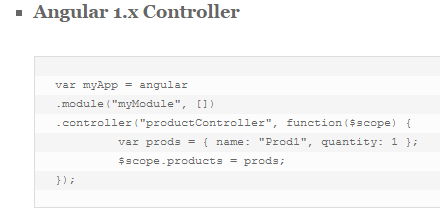 Angular 1.x Controller
var myApp = angular
.module("myModule", [])
.controller("productController", function($scope) {
var prods = { name: "Prod1", quantity: 1 };
$scope.products = prods;
});